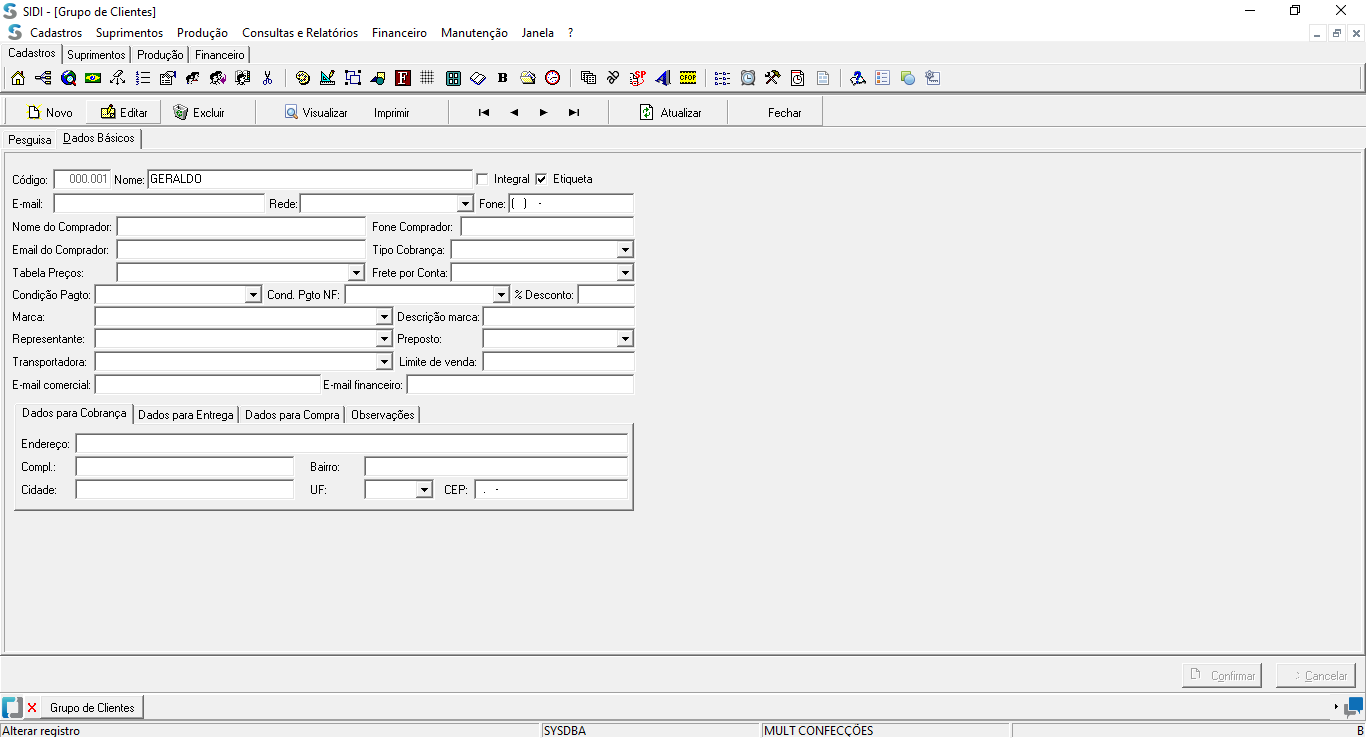 SIDI - [Grupo de Clientes]
Cadastros Suprimentos Produção Consultas e Relatórios Financeiro Manutenção Janela ?
Cadastros Suprimentos Produção Financeiro
F B SP CFOP
Novo Editar Excluir Visualizar Imprimir Atualizar Fechar
Pesquisa Dados Básicos
Código: 000.001 Nome: GERALDO Integral Etiqueta
E-mail: Rede: Fone: ( ) -
Nome do Comprador: Fone Comprador:
Email do Comprador: Tipo Cobrança:
Tabela Preços: Frete por Conta:
Condição Pagto: Cond. Pgto NF: % Desconto:
Marca: Descrição marca:
Representante: Preposto:
Transportadora: Limite de venda:
E-mail comercial: E-mail financeiro:
Dados para Cobrança Dados para Entrega Dados para Compra Observações
Endereço:
Compl.: Bairro:
Cidade: UF: CEP: . -
Confirmar Cancelar
Grupo de Clientes
Alterar registro SYSDBA MULT CONFECÇÕES B